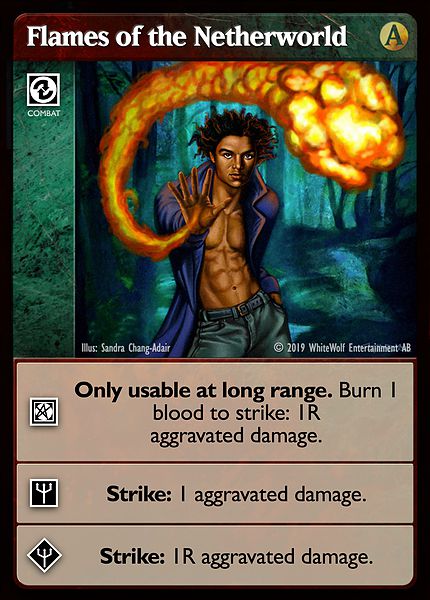 Flames of the Netherworld
A
COMBAT
Illus: Sandra Chang-Adair
© 2019 WhiteWolf Entertainment AB
Only usable at long range. Burn 1
blood to strike: 1R
aggravated damage.
Strike: 1 aggravated damage.
Strike: 1R aggravated damage.